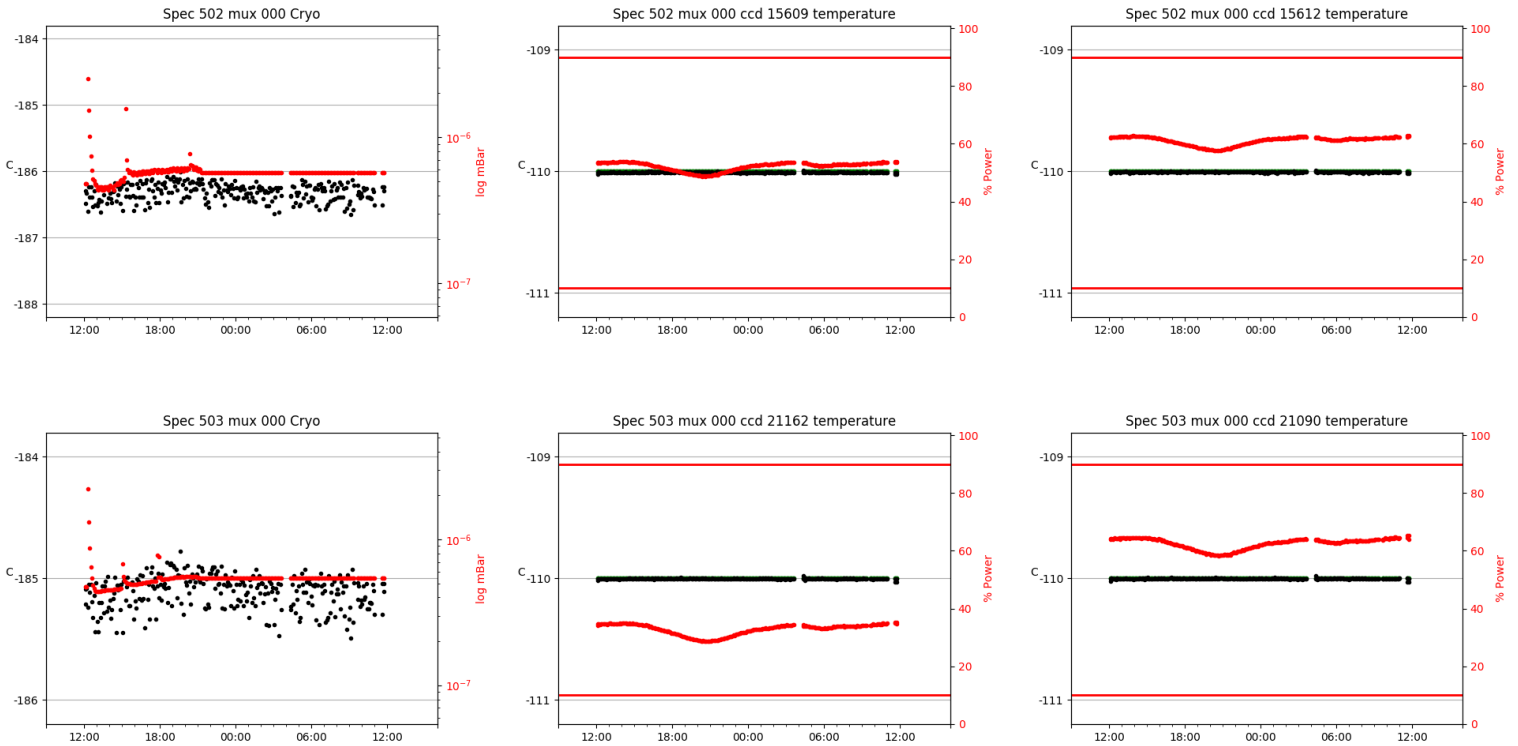 Spec 502 mux 000 Cryo
-184
-185
-186
-187
-188
C
10⁻⁶
10⁻⁷
log mBar
12:00 18:00 00:00 06:00 12:00
Spec 502 mux 000 ccd 15609 temperature
-109
-110
-111
C
100
80
60
40
20
0
% Power
12:00 18:00 00:00 06:00 12:00
Spec 502 mux 000 ccd 15612 temperature
-109
-110
-111
C
100
80
60
40
20
0
% Power
12:00 18:00 00:00 06:00 12:00
Spec 503 mux 000 Cryo
-184
-185
-186
C
10⁻⁶
10⁻⁷
log mBar
12:00 18:00 00:00 06:00 12:00
Spec 503 mux 000 ccd 21162 temperature
-109
-110
-111
C
100
80
60
40
20
0
% Power
12:00 18:00 00:00 06:00 12:00
Spec 503 mux 000 ccd 21090 temperature
-109
-110
-111
C
100
80
60
40
20
0
% Power
12:00 18:00 00:00 06:00 12:00